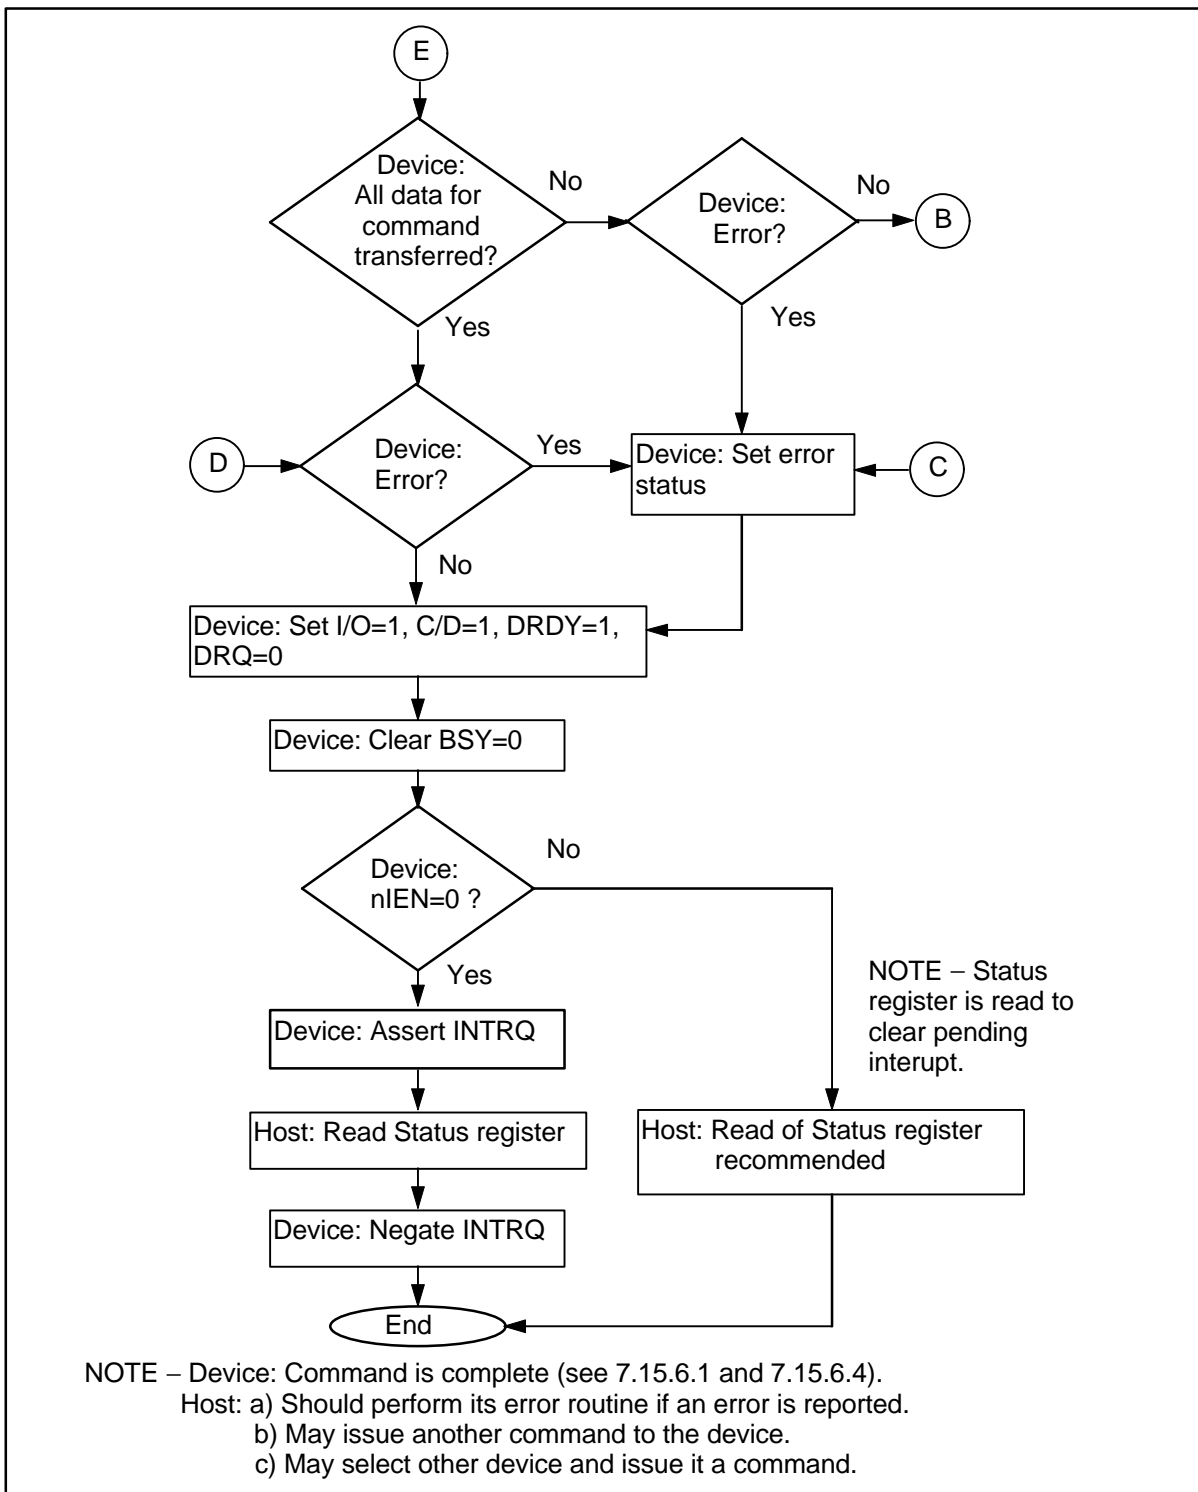 E
Device:
All data for
command
transferred?
No
Device:
Error?
No
B
Yes
Yes
D
Device:
Error?
Yes
Device: Set error
status
C
No
Device: Set I/O=1, C/D=1, DRDY=1,
DRQ=0
Device: Clear BSY=0
Device:
nIEN=0 ?
No
Yes
NOTE – Status
register is read to
clear pending
interupt.
Device: Assert INTRQ
Host: Read Status register
Host: Read of Status register
recommended
Device: Negate INTRQ
End
NOTE – Device: Command is complete (see 7.15.6.1 and 7.15.6.4).
Host: a) Should perform its error routine if an error is reported.
b) May issue another command to the device.
c) May select other device and issue it a command.